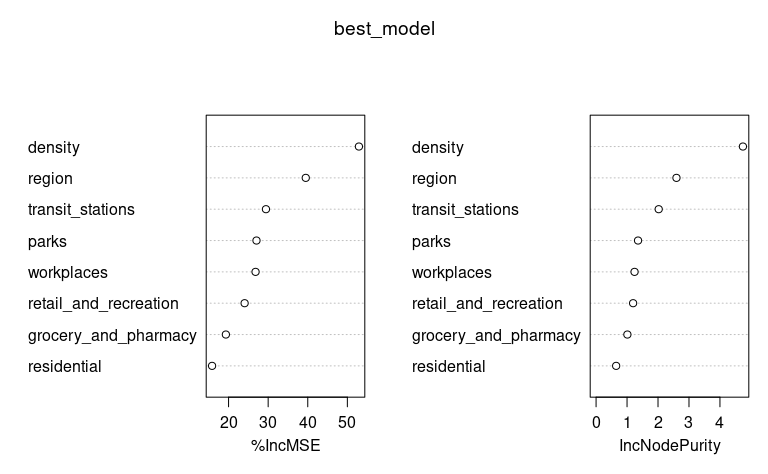 best_model
density
region
transit_stations
parks
workplaces
retail_and_recreation
grocery_and_pharmacy
residential
20 30 40 50
%IncMSE
density
region
transit_stations
parks
workplaces
retail_and_recreation
grocery_and_pharmacy
residential
0 1 2 3 4
IncNodePurity